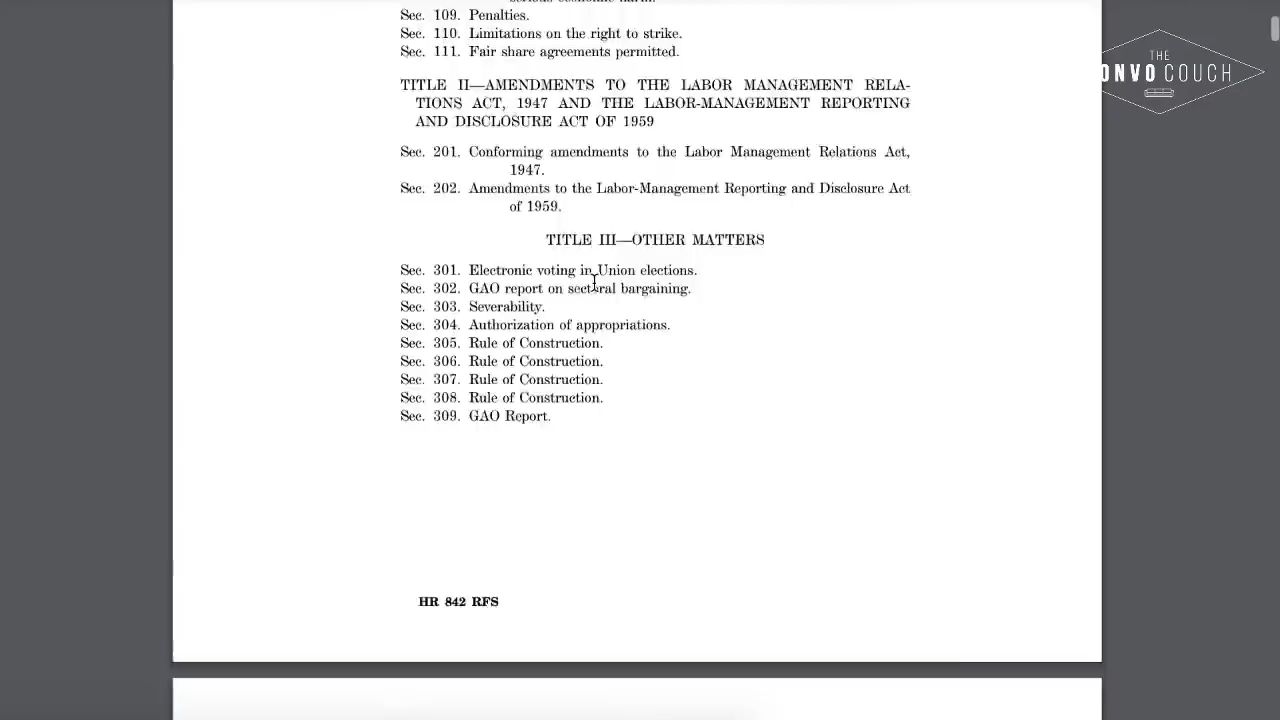 serious economic harm.
Sec. 109. Penalties.
Sec. 110. Limitations on the right to strike.
Sec. 111. Fair share agreements permitted.
TITLE II—AMENDMENTS TO THE LABOR MANAGEMENT RELA-
TIONS ACT, 1947 AND THE LABOR-MANAGEMENT REPORTING
AND DISCLOSURE ACT OF 1959
Sec. 201. Conforming amendments to the Labor Management Relations Act,
1947.
Sec. 202. Amendments to the Labor-Management Reporting and Disclosure Act
of 1959.
TITLE III—OTHER MATTERS
Sec. 301. Electronic voting in Union elections.
Sec. 302. GAO report on sectoral bargaining.
Sec. 303. Severability.
Sec. 304. Authorization of appropriations.
Sec. 305. Rule of Construction.
Sec. 306. Rule of Construction.
Sec. 307. Rule of Construction.
Sec. 308. Rule of Construction.
Sec. 309. GAO Report.
HR 842 RFS
THE
ONVO COUCH